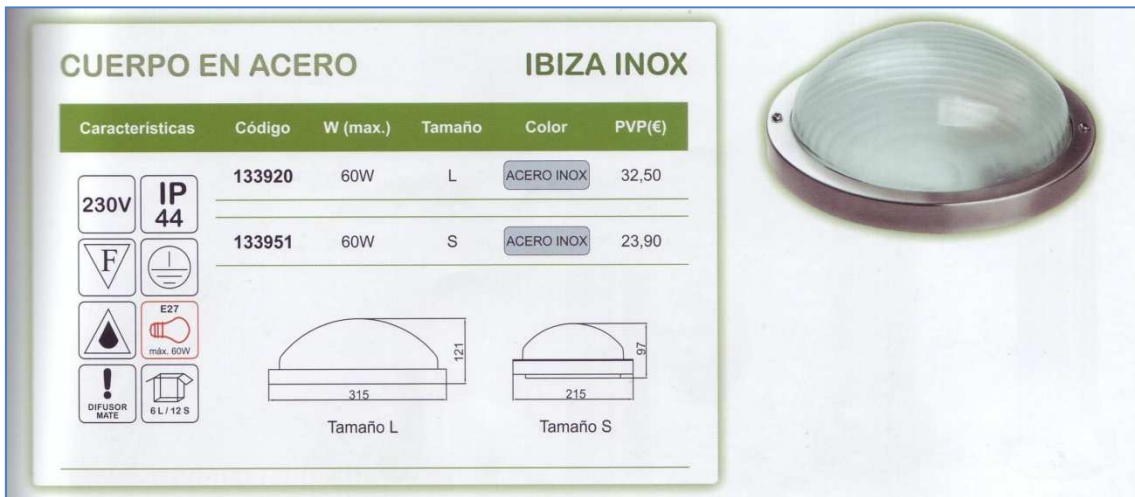 CUERPO EN ACERO IBIZA INOX
Características Código W (max.) Tamaño Color PVP(€)
133920 60W L ACERO INOX 32,50
133951 60W S ACERO INOX 23,90
230V
IP
44
F
E27
máx. 60W
!
DIFUSOR
MATE
6 L / 12 S
121
315
Tamaño L
97
215
Tamaño S